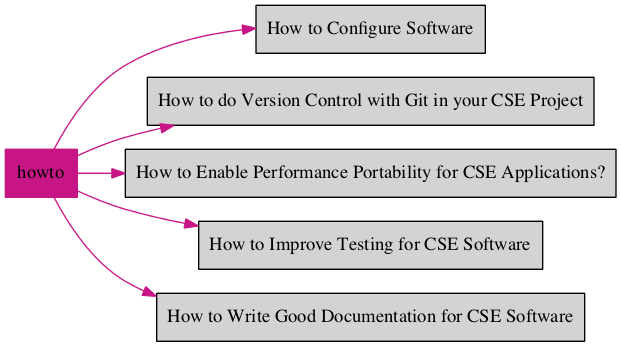 How to Configure Software
How to do Version Control with Git in your CSE Project
howto
How to Enable Performance Portability for CSE Applications?
How to Improve Testing for CSE Software
How to Write Good Documentation for CSE Software